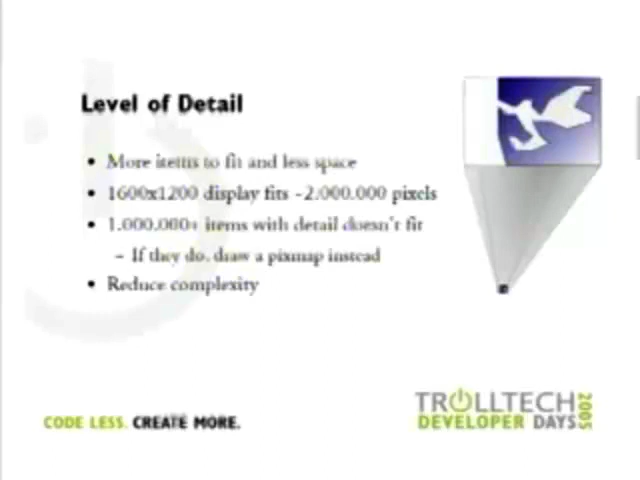 Level of Detail
• More items to fit and less space
• 1600x1200 display fits ~2.000.000 pixels
• 1.000.000+ items with detail doesn't fit
– If they do, draw a pixmap instead
• Reduce complexity
CODE LESS. CREATE MORE.
TROLLTECH
DEVELOPER DAYS 2005